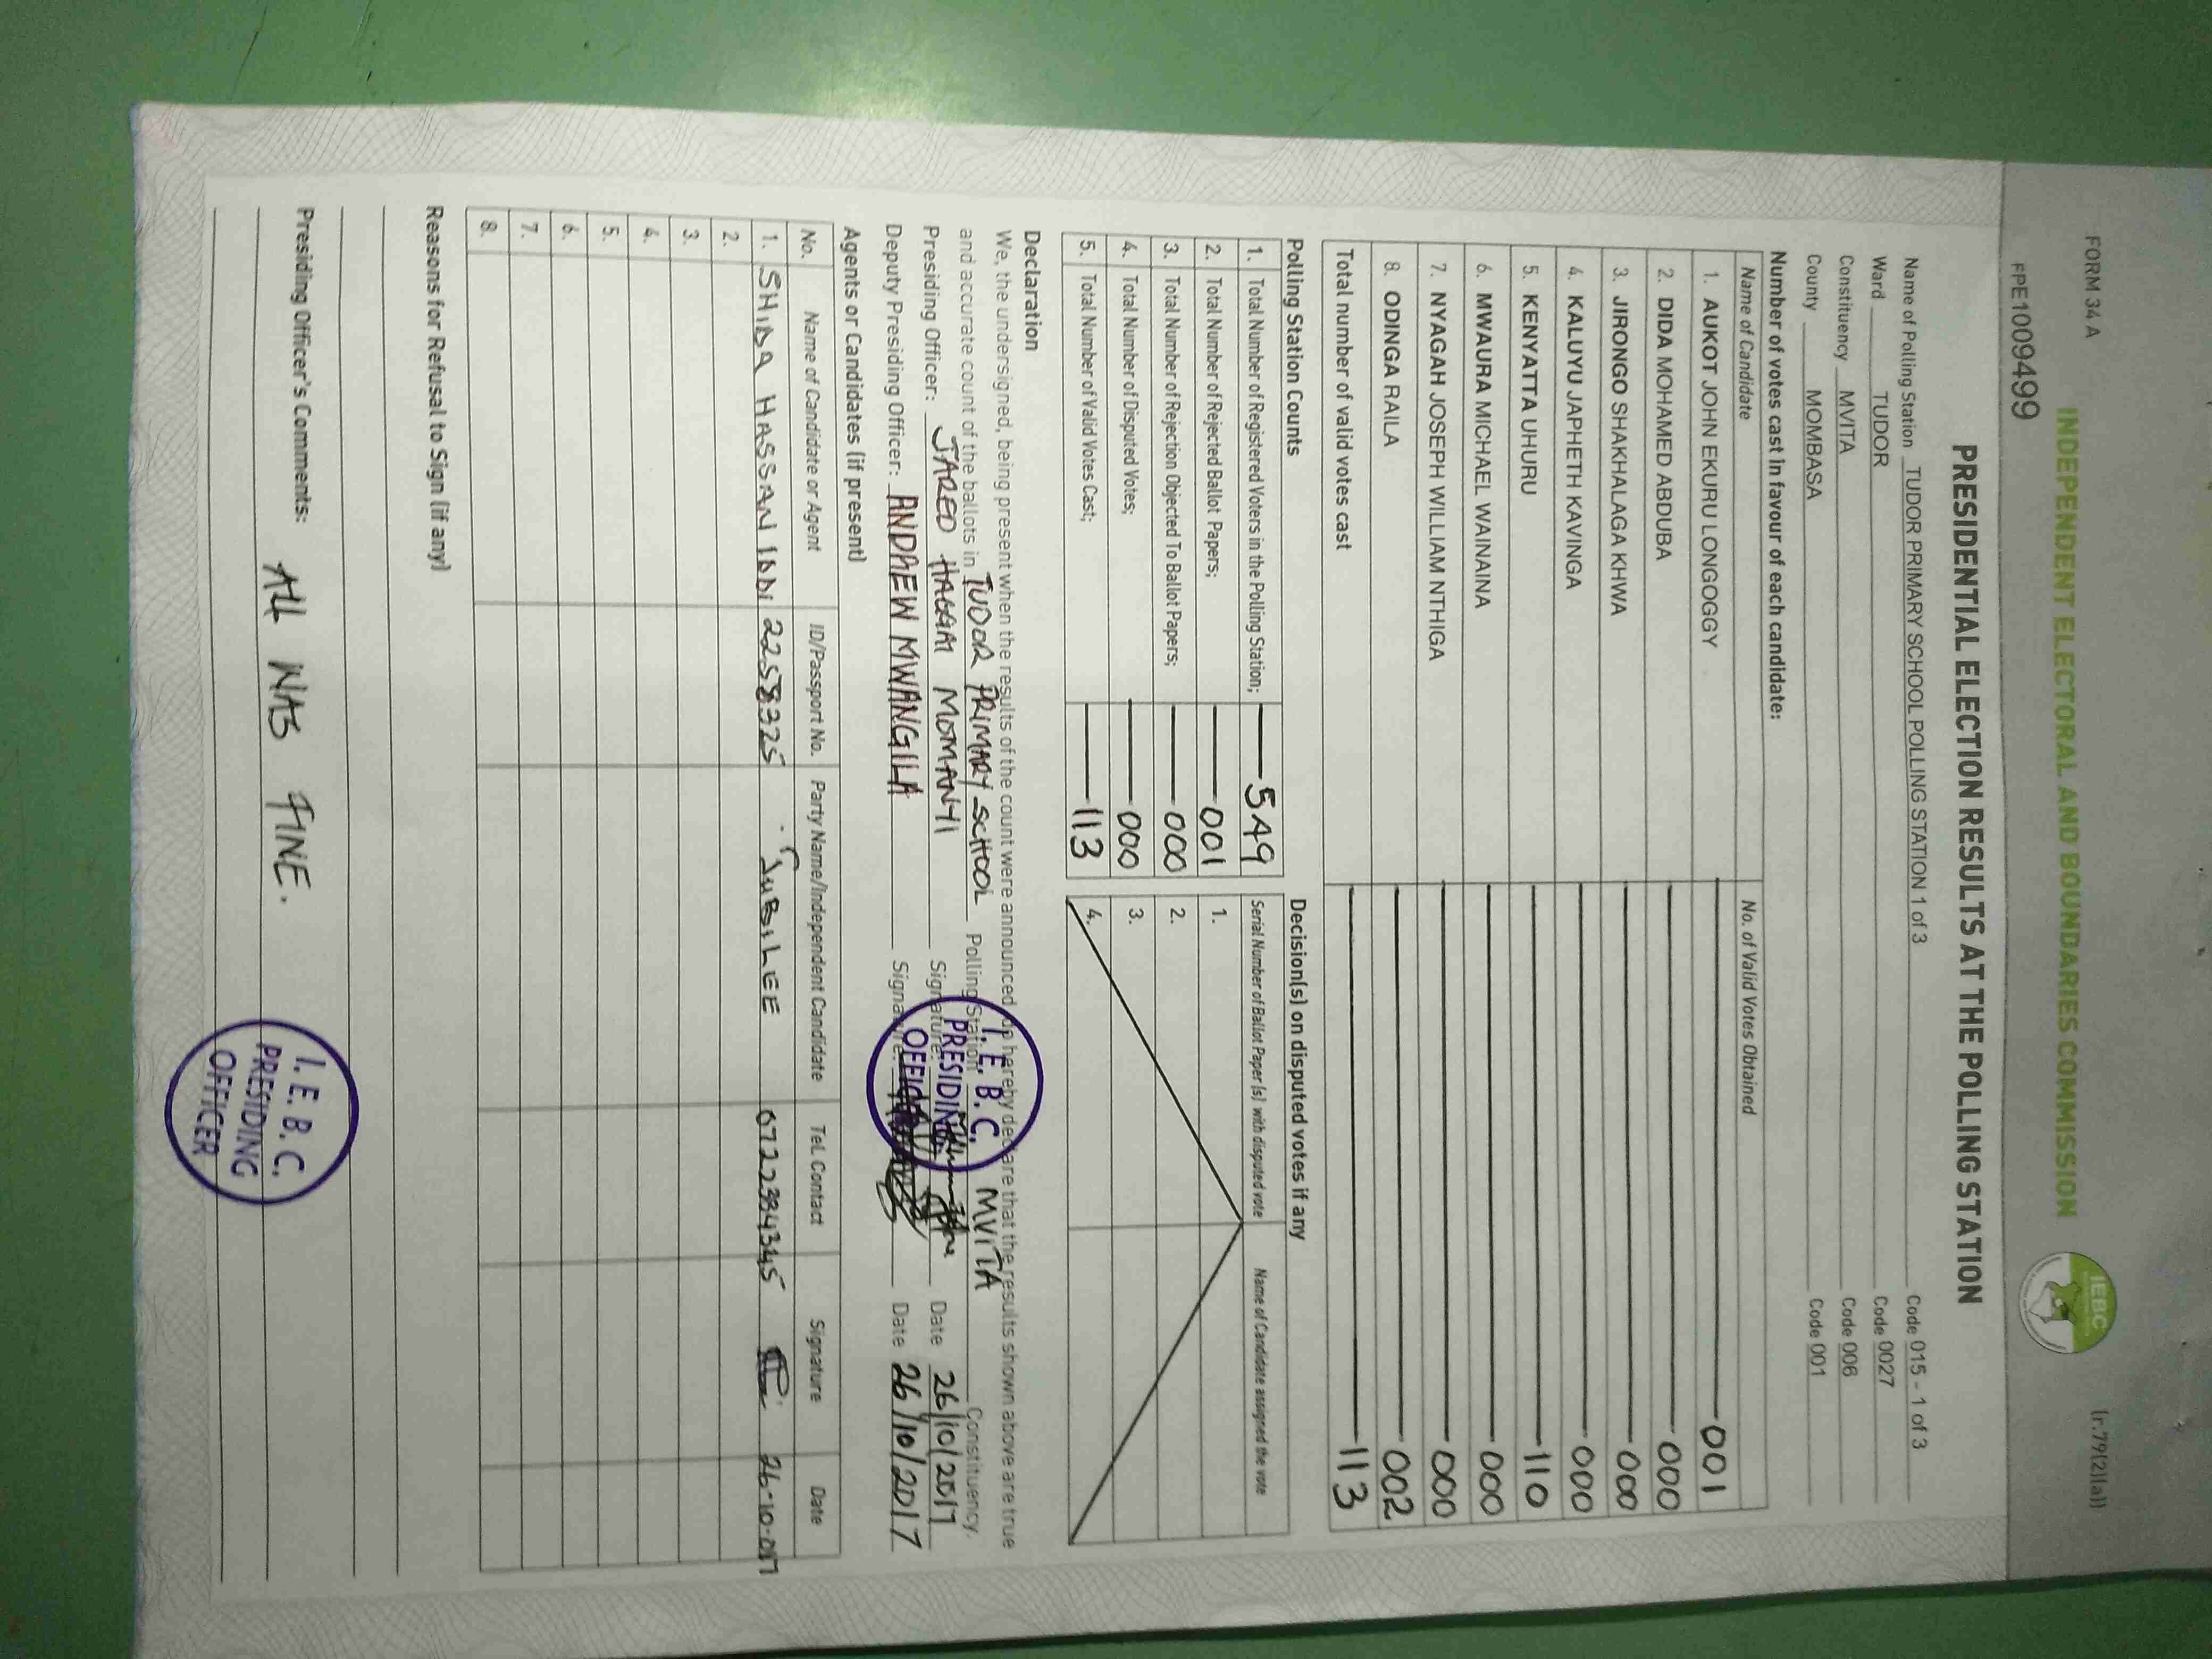 FORM 34 A
(r.79(2)(a))
INDEPENDENT ELECTORAL AND BOUNDARIES COMMISSION
IEBC
PPE1009499
PRESIDENTIAL ELECTION RESULTS AT THE POLLING STATION
Name of Polling Station TUDOR PRIMARY SCHOOL POLLING STATION 1 of 3 Code 015 - 1 of 3
Ward TUDOR Code 0027
Constituency MVITA Code 006
County MOMBASA Code 001
Number of votes cast in favour of each candidate:
Name of Candidate No. of Valid Votes Obtained
1. AUKOT JOHN EKURU LONGOGGY 001
2. DIDA MOHAMED ABDUBA 000
3. JIRONGO SHAKHALAGA KHWA 000
4. KALUYU JAPHETH KAVINGA 000
5. KENYATTA UHURU 110
6. MWAURA MICHAEL WAINAINA 000
7. NYAGAH JOSEPH WILLIAM NTHIGA 000
8. ODINGA RAILA 002
Total number of valid votes cast 113
Polling Station Counts
1. Total Number of Registered Voters in the Polling Station; 549
2. Total Number of Rejected Ballot Papers; 001
3. Total Number of Rejection Objected To Ballot Papers; 000
4. Total Number of Disputed Votes; 000
5. Total Number of Valid Votes Cast; 113
Decision(s) on disputed votes if any
Serial Number of Ballot Paper(s) with disputed vote Name of Candidate assigned the vote
1.
2.
3.
4.
Declaration
We, the undersigned, being present when the results of the count were announced do hereby declare that the results shown above are true
and accurate count of the ballots in TUDOR PRIMARY SCHOOL Polling Station MVITA Constituency.
Presiding Officer: JARED HAGGAI MOMANYI Signature: Date 26/10/2017
Deputy Presiding Officer: ANDREW MWANGILA Signature: Date 26/10/2017
I. E. B. C.
PRESIDING
OFFICER
Agents or Candidates (if present)
No. Name of Candidate or Agent ID/Passport No. Party Name/Independent Candidate Tel. Contact Signature Date
1. SHIDA HASSAN IDDI 22583325 JUBILEE 26-10-017
2.
3.
4.
5.
6.
7.
8.
Reasons for Refusal to Sign (if any)
Presiding Officer's Comments:
All WAS FINE.
I. E. B. C.
PRESIDING
OFFICER